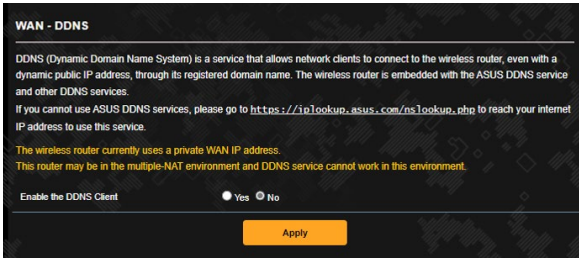 WAN - DDNS
DDNS (Dynamic Domain Name System) is a service that allows network clients to connect to the wireless router, even with a
dynamic public IP address, through its registered domain name. The wireless router is embedded with the ASUS DDNS service
and other DDNS services.
If you cannot use ASUS DDNS services, please go to https://iplookup.asus.com/nslookup.php to reach your internet
IP address to use this service.
The wireless router currently uses a private WAN IP address.
This router may be in the multiple-NAT environment and DDNS service cannot work in this environment.
Enable the DDNS Client Yes No
Apply